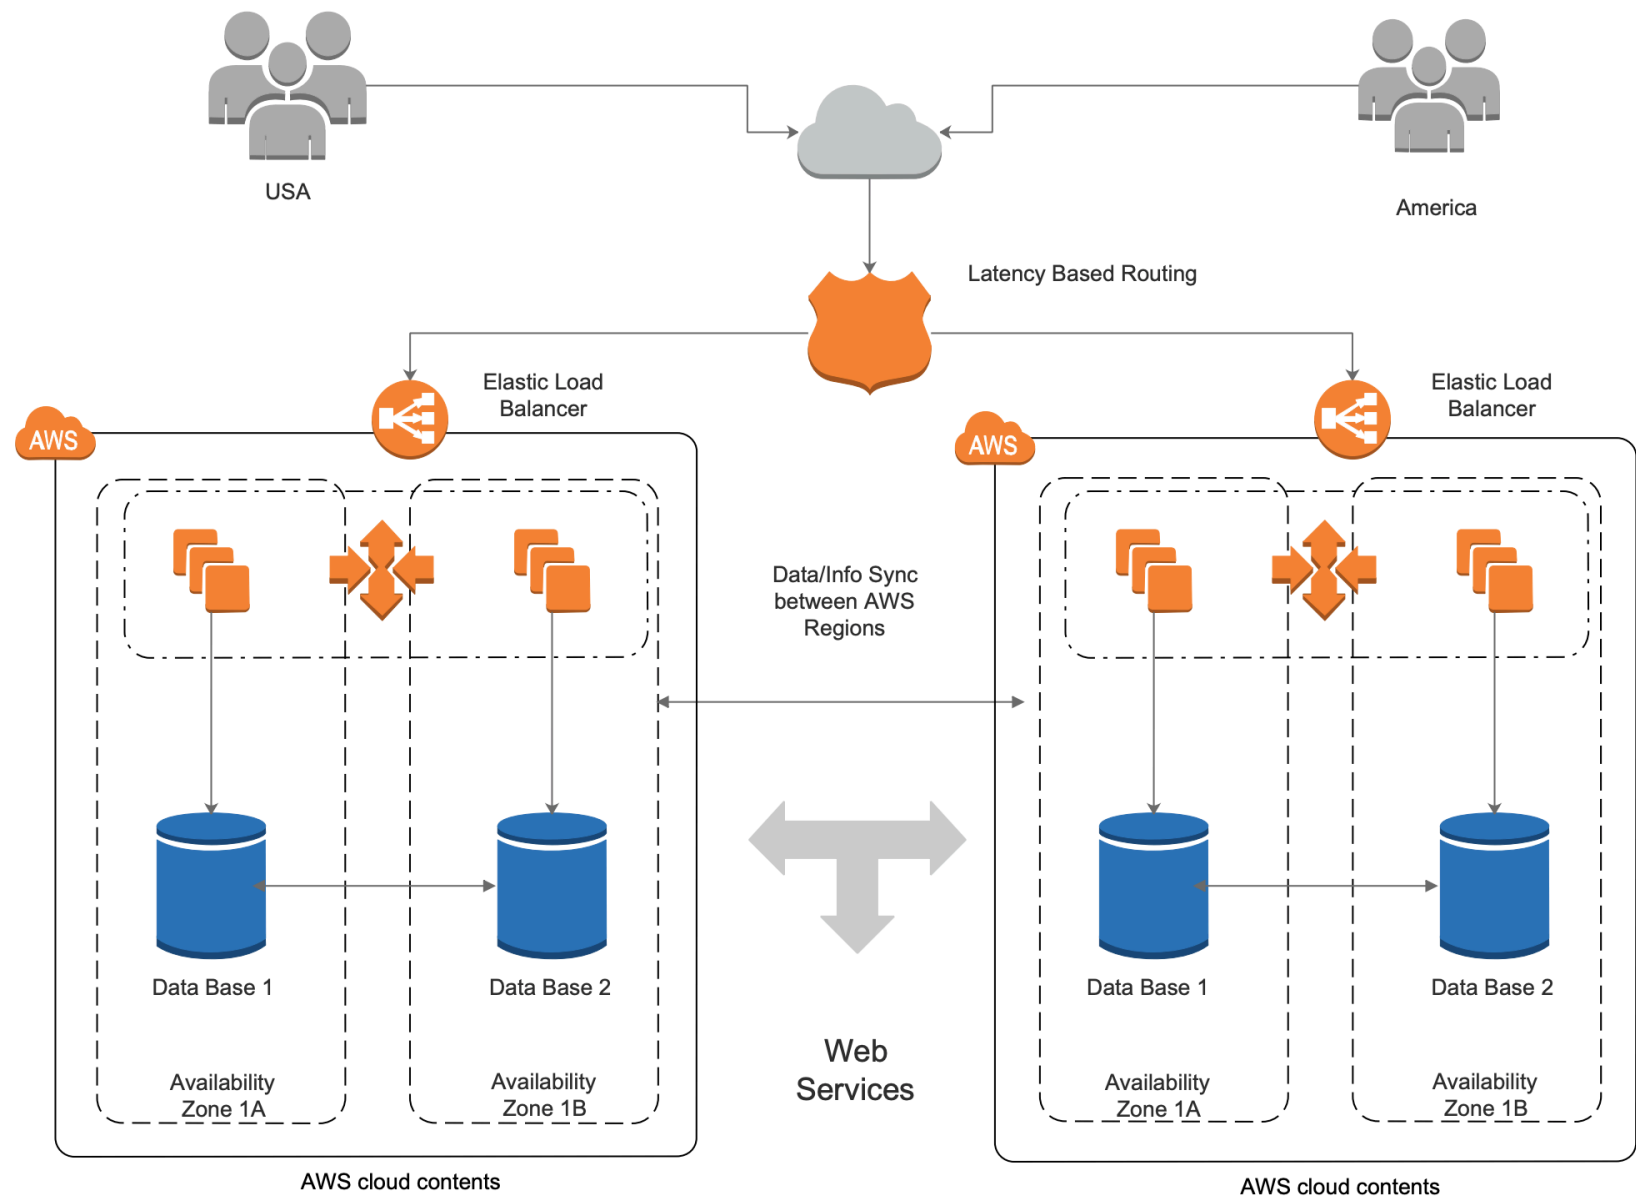 USA
America
Latency Based Routing
Elastic Load
Balancer
Elastic Load
Balancer
AWS
AWS
Data/Info Sync
between AWS
Regions
Data Base 1
Data Base 2
Data Base 1
Data Base 2
Web
Services
Availability
Zone 1A
Availability
Zone 1B
Availability
Zone 1A
Availability
Zone 1B
AWS cloud contents
AWS cloud contents